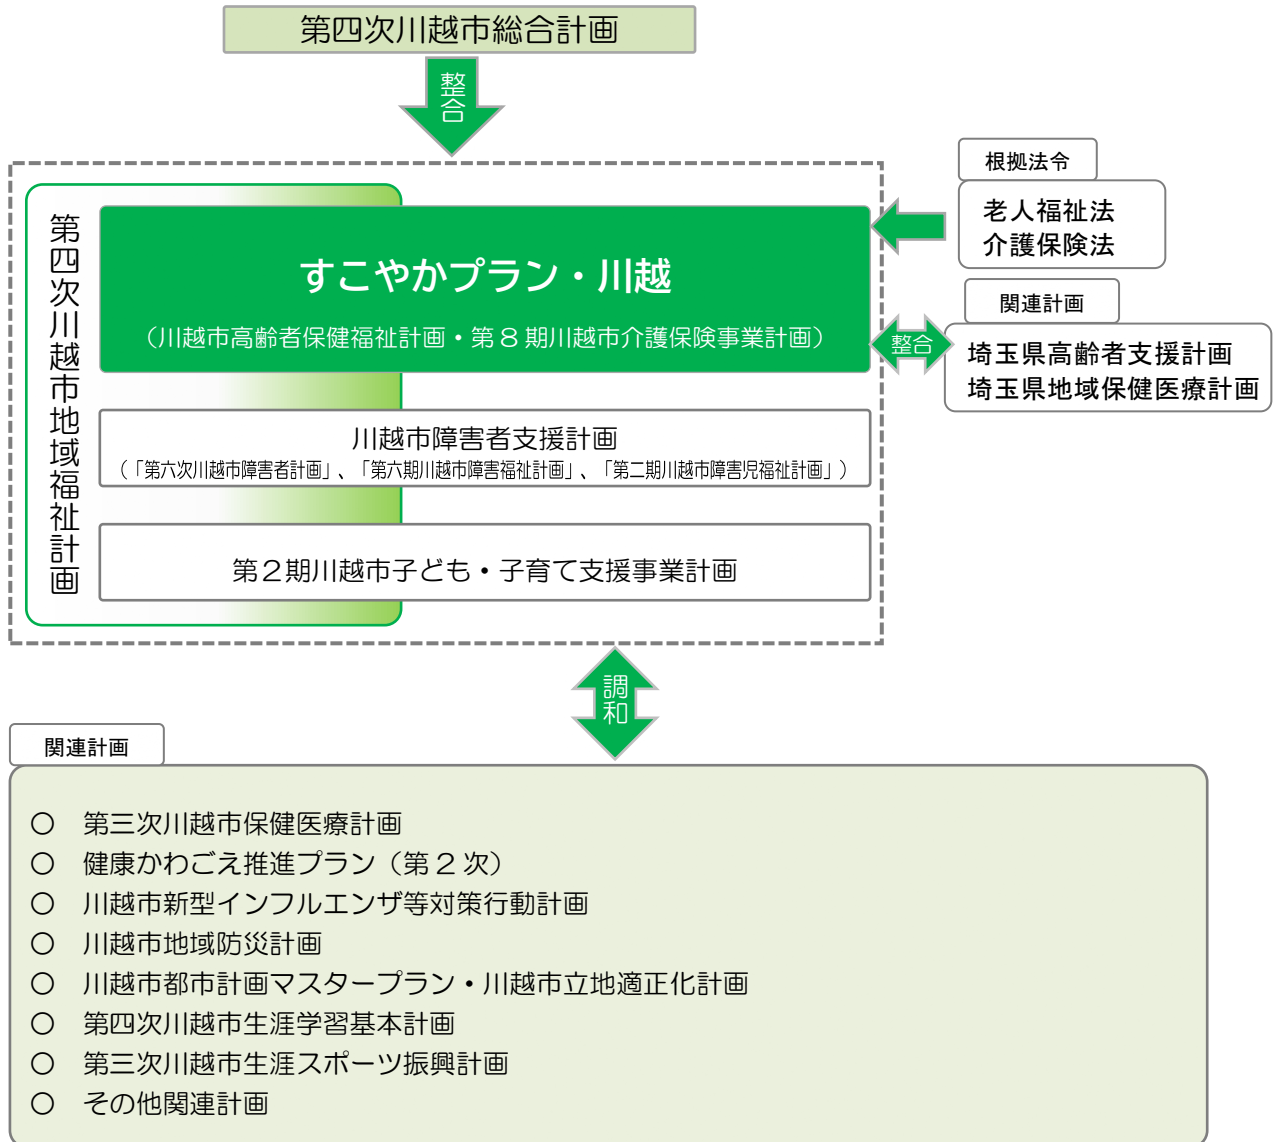 第四次川越市総合計画
整合
根拠法令
老人福祉法
介護保険法
第四次川越市地域福祉計画
すこやかプラン・川越
（川越市高齢者保健福祉計画・第８期川越市介護保険事業計画）
整合
関連計画
埼玉県高齢者支援計画
埼玉県地域保健医療計画
川越市障害者支援計画
（「第六次川越市障害者計画」、「第六期川越市障害福祉計画」、「第二期川越市障害児福祉計画」）
第２期川越市子ども・子育て支援事業計画
調和
関連計画
○　第三次川越市保健医療計画
○　健康かわごえ推進プラン（第２次）
○　川越市新型インフルエンザ等対策行動計画
○　川越市地域防災計画
○　川越市都市計画マスタープラン・川越市立地適正化計画
○　第四次川越市生涯学習基本計画
○　第三次川越市生涯スポーツ振興計画
○　その他関連計画